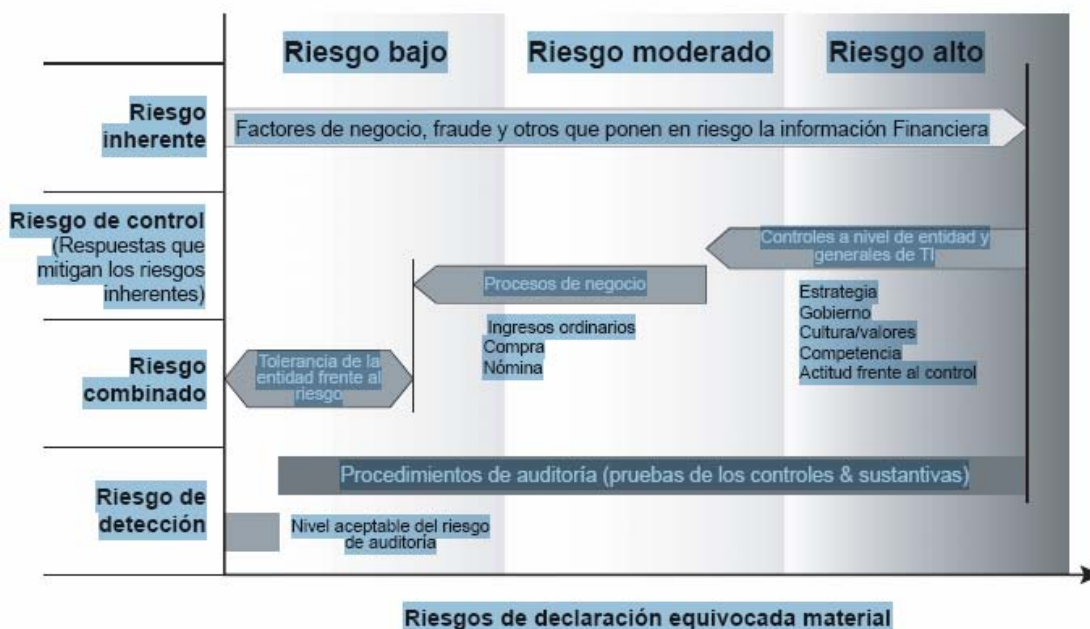 Riesgo bajo
Riesgo moderado
Riesgo alto
Riesgo
inherente
Factores de negocio, fraude y otros que ponen en riesgo la información Financiera
Riesgo de control
(Respuestas que
mitigan los riesgos
inherentes)
Controles a nivel de entidad y
generales de TI
Procesos de negocio
Estrategia
Gobierno
Cultura/valores
Competencia
Actitud frente al control
Ingresos ordinarios
Compra
Nómina
Riesgo
combinado
Tolerancia de la
entidad frente al
riesgo
Riesgo de
detección
Procedimientos de auditoría (pruebas de los controles & sustantivas)
Nivel aceptable del riesgo
de auditoría
Riesgos de declaración equivocada material